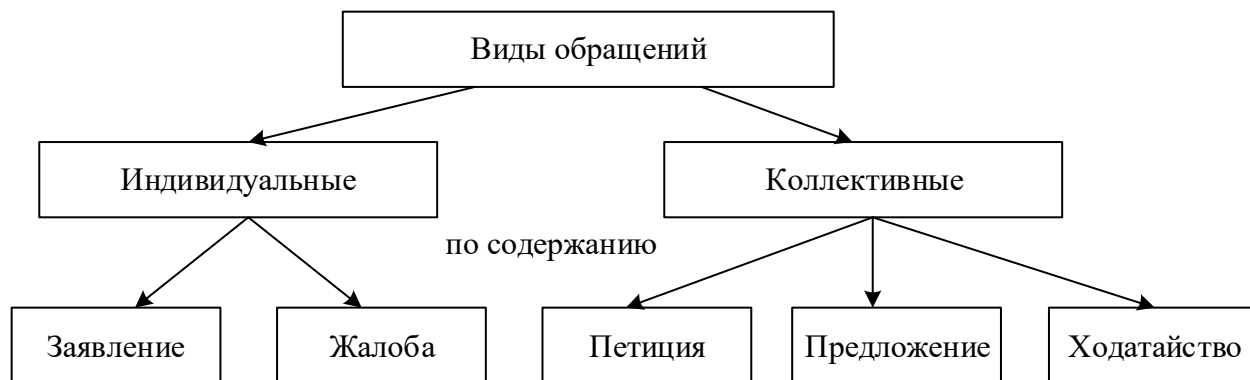 Виды обращений
Индивидуальные
Коллективные
по содержанию
Заявление
Жалоба
Петиция
Предложение
Ходатайство